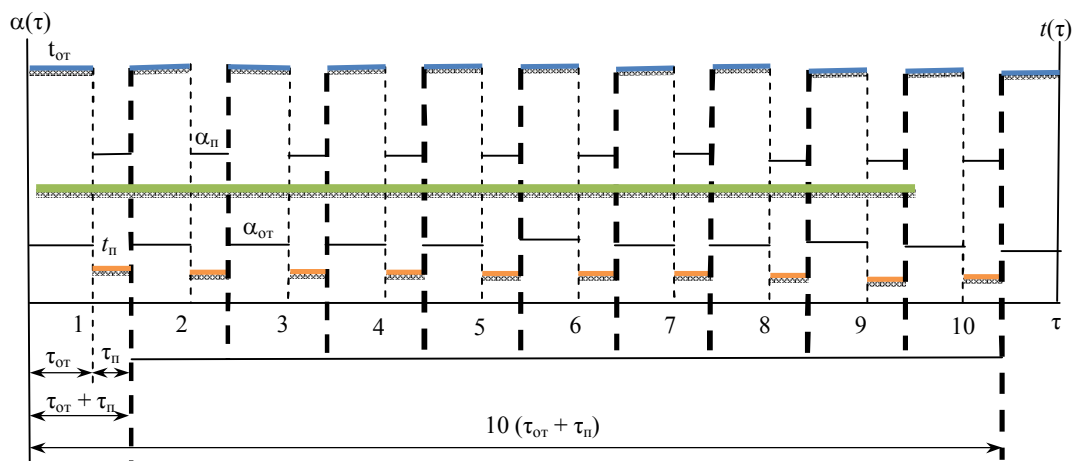 α(τ) t(τ)
tот
αп
tп αот
1 2 3 4 5 6 7 8 9 10 τ
τот τп
τот + τп
10 (τот + τп)